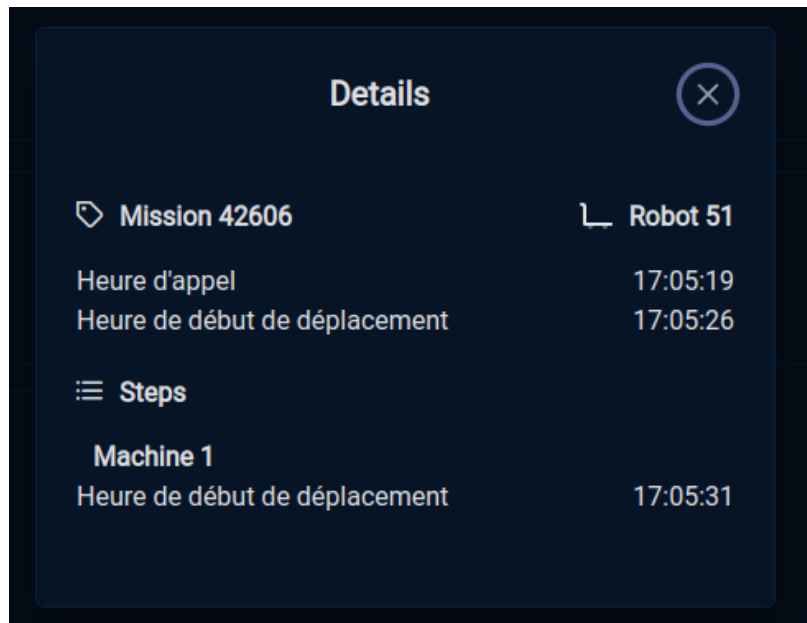 Details
Mission 42606 Robot 51
Heure d'appel 17:05:19
Heure de début de déplacement 17:05:26
Steps
Machine 1
Heure de début de déplacement 17:05:31